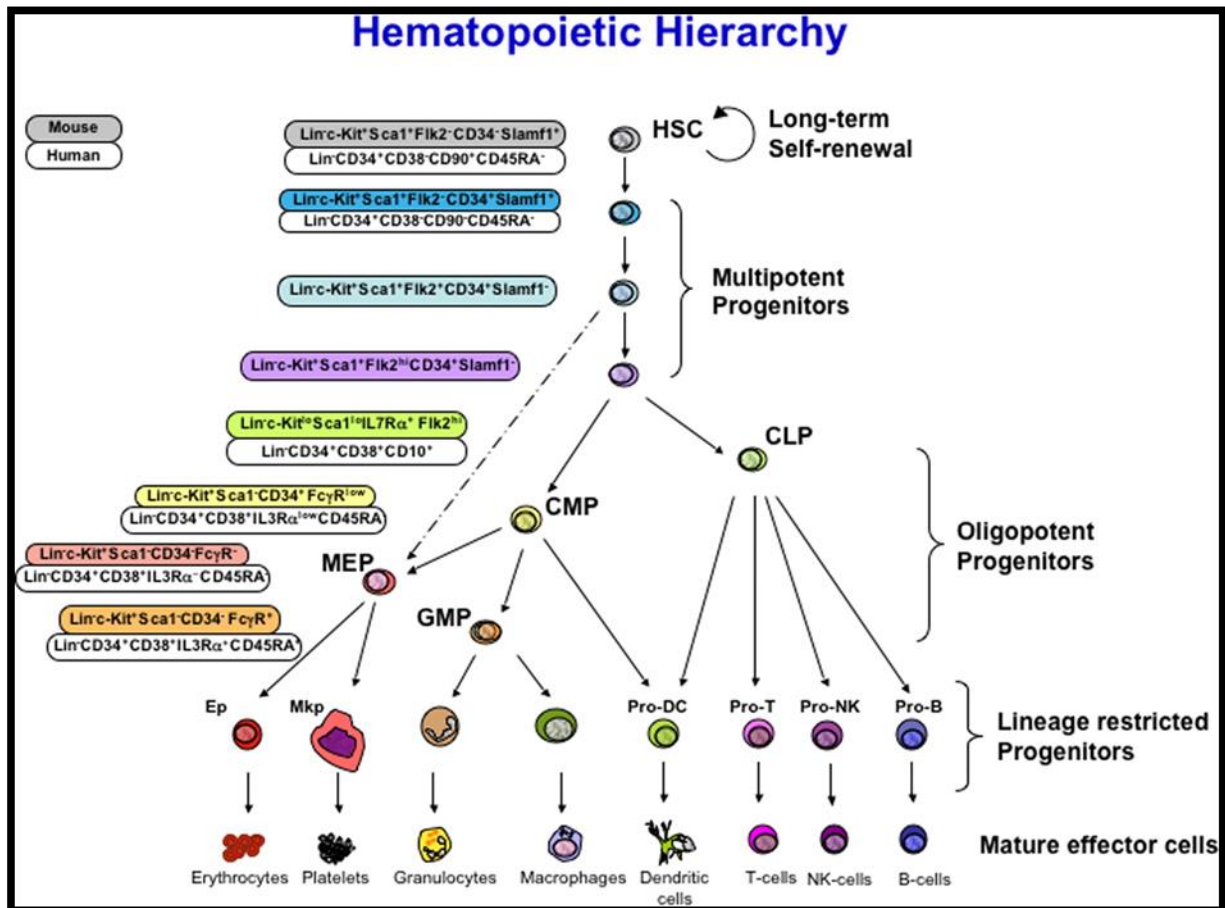 Hematopoietic Hierarchy
Mouse
Human
Lin⁻c-Kit⁺Sca1⁺Flk2⁻CD34⁻Slamf1⁺
Lin⁻CD34⁺CD38⁻CD90⁺CD45RA⁻
HSC
Long-term
Self-renewal
Lin⁻c-Kit⁺Sca1⁺Flk2⁻CD34⁺Slamf1⁺
Lin⁻CD34⁺CD38⁻CD90⁻CD45RA⁻
Lin⁻c-Kit⁺Sca1⁺Flk2⁺CD34⁺Slamf1⁻
Multipotent
Progenitors
Lin⁻c-Kit⁺Sca1⁺Flk2ʰⁱCD34⁺Slamf1⁻
Lin⁻c-KitˡᵒSca1ˡᵒIL7Rα⁺ Flk2ʰⁱ
Lin⁻CD34⁺CD38⁺CD10⁺
CLP
Lin⁻c-Kit⁺Sca1⁻CD34⁺ FcγRˡᵒʷ
Lin⁻CD34⁺CD38⁺IL3RαˡᵒʷCD45RA
CMP
Oligopotent
Progenitors
Lin⁻c-Kit⁺Sca1⁻CD34⁻FcγR⁻
Lin⁻CD34⁺CD38⁺IL3Rα⁻CD45RA⁻
MEP
Lin⁻c-Kit⁺Sca1⁻CD34⁻ FcγR⁺
Lin⁻CD34⁺CD38⁺IL3Rα⁺CD45RA⁺
GMP
Ep
Mkp
Pro-DC
Pro-T
Pro-NK
Pro-B
Lineage restricted
Progenitors
Mature effector cells
Erythrocytes
Platelets
Granulocytes
Macrophages
Dendritic
cells
T-cells
NK-cells
B-cells